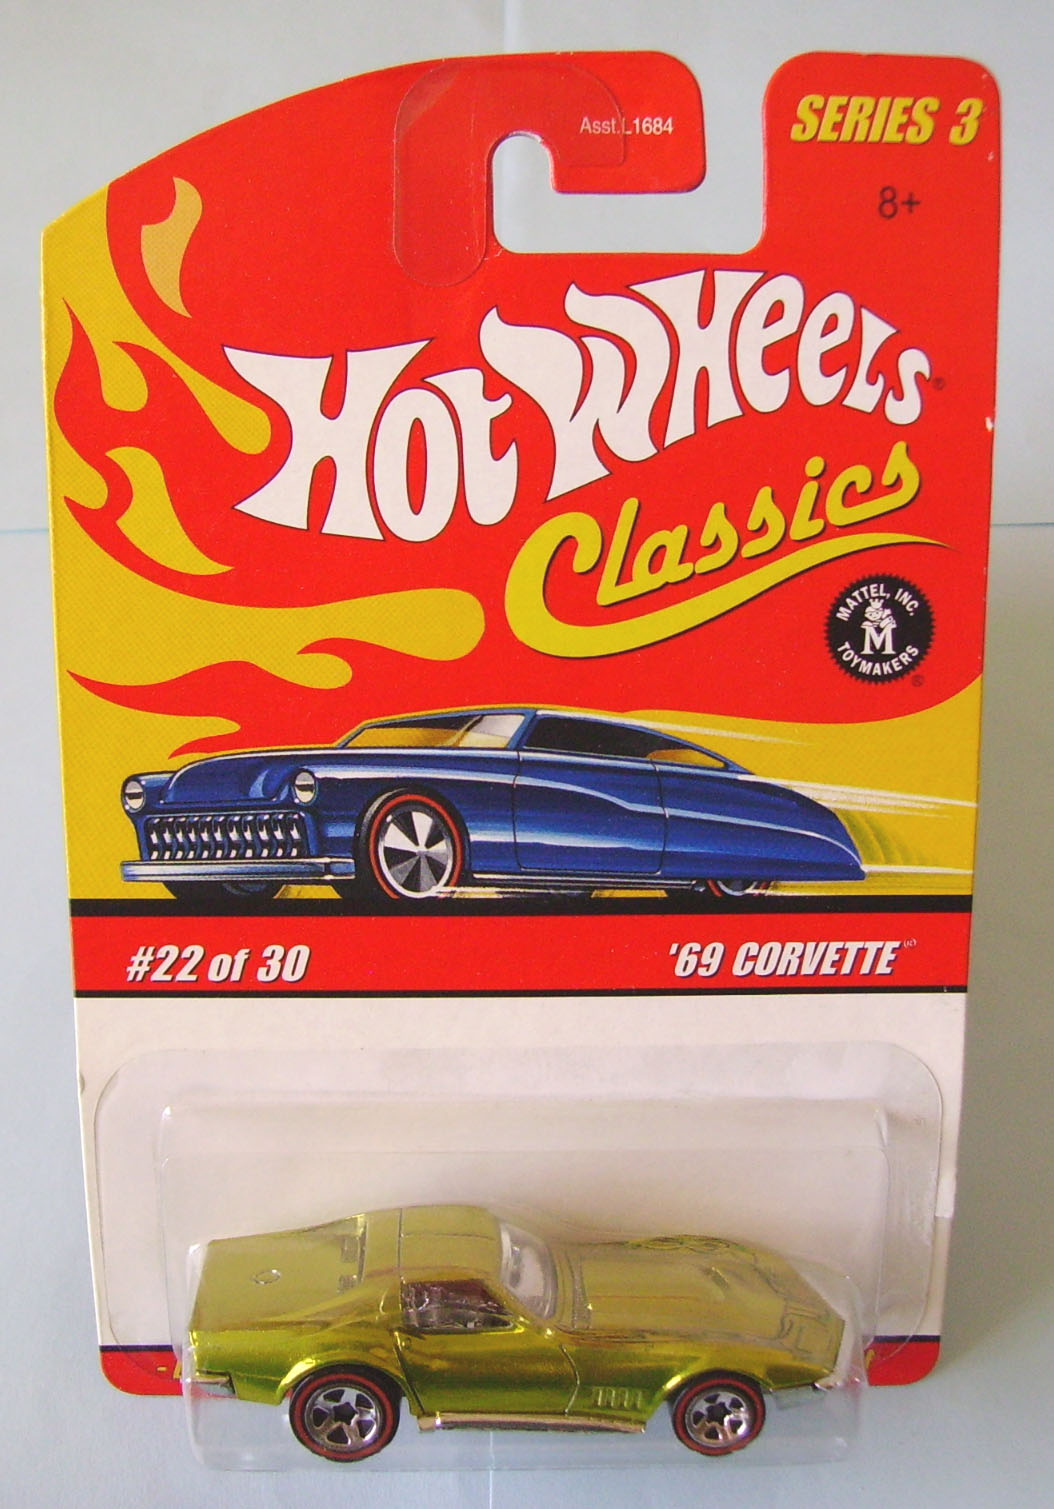 Asst.L1684
SERIES 3
8+
HOT WHEELS®
Classics
MATTEL, INC.
M
TOYMAKERS
®
#22 of 30
'69 CORVETTE